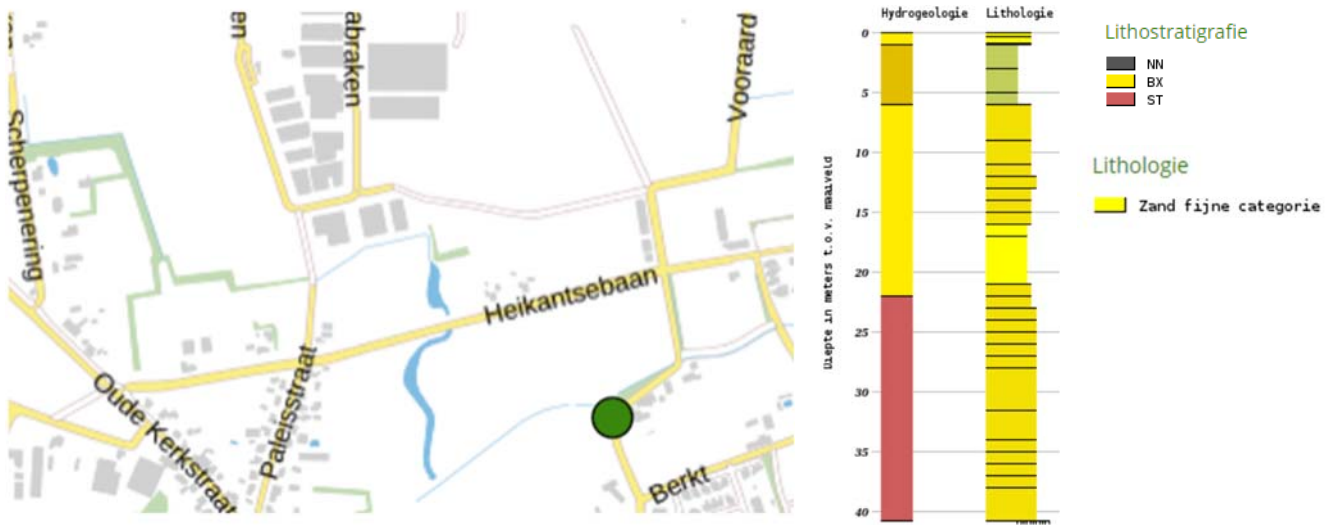 en
abraken
Vooraard
Scherpenering
Heikantsebaan
Oude Kerkstraat
Paleisstraat
Berkt
Hydrogeologie Lithologie
Diepte in meters t.o.v. maaiveld
0
5
10
15
20
25
30
35
40
Lithostratigrafie
NN
BX
ST
Lithologie
Zand fijne categorie